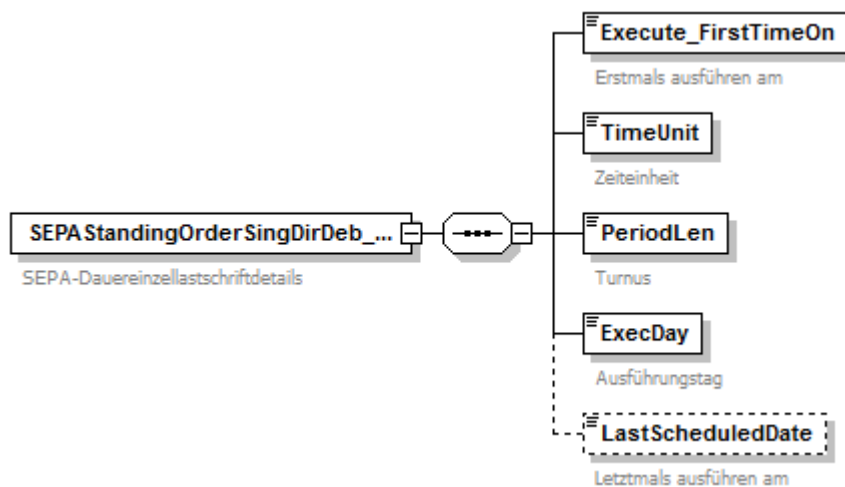 Execute_FirstTimeOn
Erstmals ausführen am
TimeUnit
Zeiteinheit
SEPAStandingOrderSingDirDeb_...
SEPA-Dauereinzellastschriftdetails
PeriodLen
Turnus
ExecDay
Ausführungstag
LastScheduledDate
Letztmals ausführen am